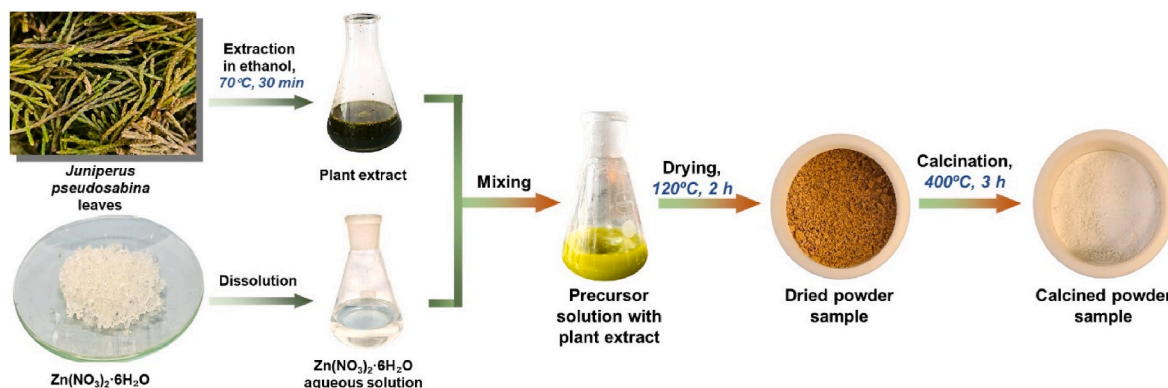 Extraction
in ethanol,
70°C, 30 min
Juniperus
pseudosabina
leaves
Plant extract
Zn(NO₃)₂·6H₂O
Dissolution
Zn(NO₃)₂·6H₂O
aqueous solution
Mixing
Precursor
solution with
plant extract
Drying,
120ºC, 2 h
Dried powder
sample
Calcination,
400ºC, 3 h
Calcined powder
sample